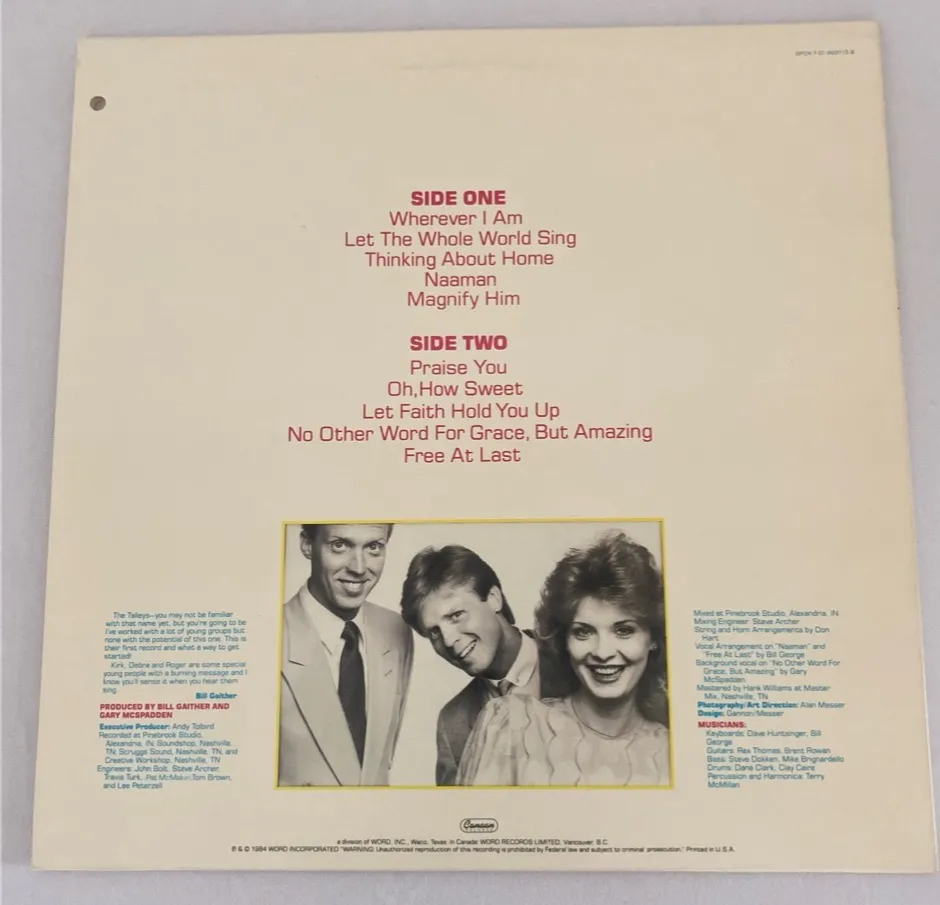 SIDE ONE
Wherever I Am
Let The Whole World Sing
Thinking About Home
Naaman
Magnify Him
SIDE TWO
Praise You
Oh,How Sweet
Let Faith Hold You Up
No Other Word For Grace, But Amazing
Free At Last
The Talleys—you may not be familiar
with that name yet, but you're going to be
I've worked with a lot of young groups but
none with the potential of this one. This is
their first record and what a way to get
started!
Kirk, Debra and Roger are some special
young people with a burning message and I
know you'll sense it when you hear them
sing.
Bill Gaither
PRODUCED BY BILL GAITHER AND
GARY MCSPADDEN
Executive Producer: Andy Tolbird
Recorded at Pinebrook Studio,
Alexandria, IN; Soundshop, Nashville,
TN; Scruggs Sound, Nashville, TN, and
Creative Workshop, Nashville, TN
Engineers: John Bolt, Steve Archer,
Travis Turk, Pat McMakin, Tom Brown,
and Lee Peterzell
Mixed at Pinebrook Studio, Alexandria, IN
Mixing Engineer: Steve Archer
String and Horn Arrangements by Don
Hart
Vocal Arrangement on "Naaman" and
"Free At Last" by Bill George
Background vocal on "No Other Word For
Grace, But Amazing" by Gary
McSpadden
Mastered by Hank Williams at Master
Mix, Nashville, TN
Photography/Art Direction: Alan Messer
Design: Gannon/Messer
MUSICIANS:
Keyboards: Dave Huntsinger, Bill
George
Guitars: Rex Thomas, Brent Rowan
Bass: Steve Dokken, Mike Brignardello
Drums: Dane Clark, Clay Caire
Percussion and Harmonica: Terry
McMillan
Canaan
RECORDS
a division of WORD, INC., Waco, Texas. In Canada: WORD RECORDS LIMITED, Vancouver, B.C.
℗ & © 1984 WORD INCORPORATED "WARNING: Unauthorized reproduction of this recording is prohibited by Federal law and subject to criminal prosecution." Printed in U.S.A.